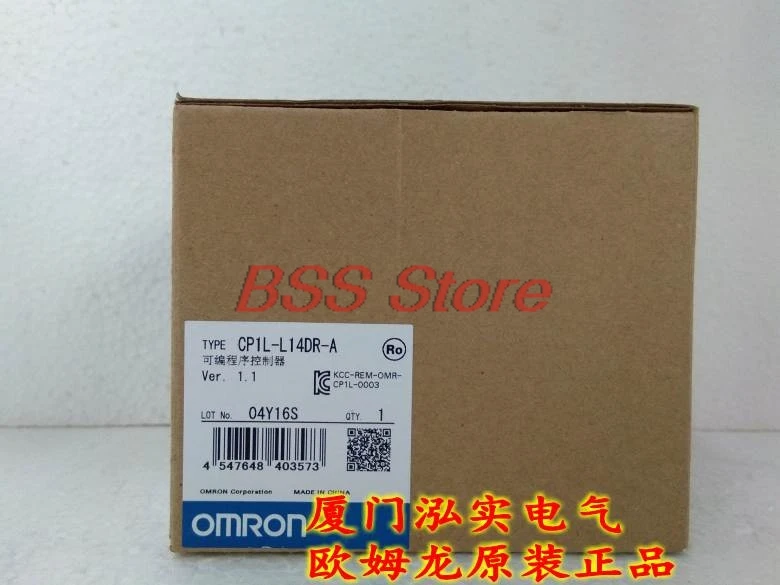 BSS Store
TYPE CP1L-L14DR-A
Ro
可编程序控制器
Ver. 1.1
KCC-REM-OMR-
CP1L-0003
LOT No. 04Y16S QTY. 1
4 547648 403573
OMRON Corporation MADE IN CHINA
OMRON
厦门泓实电气
欧姆龙原装正品